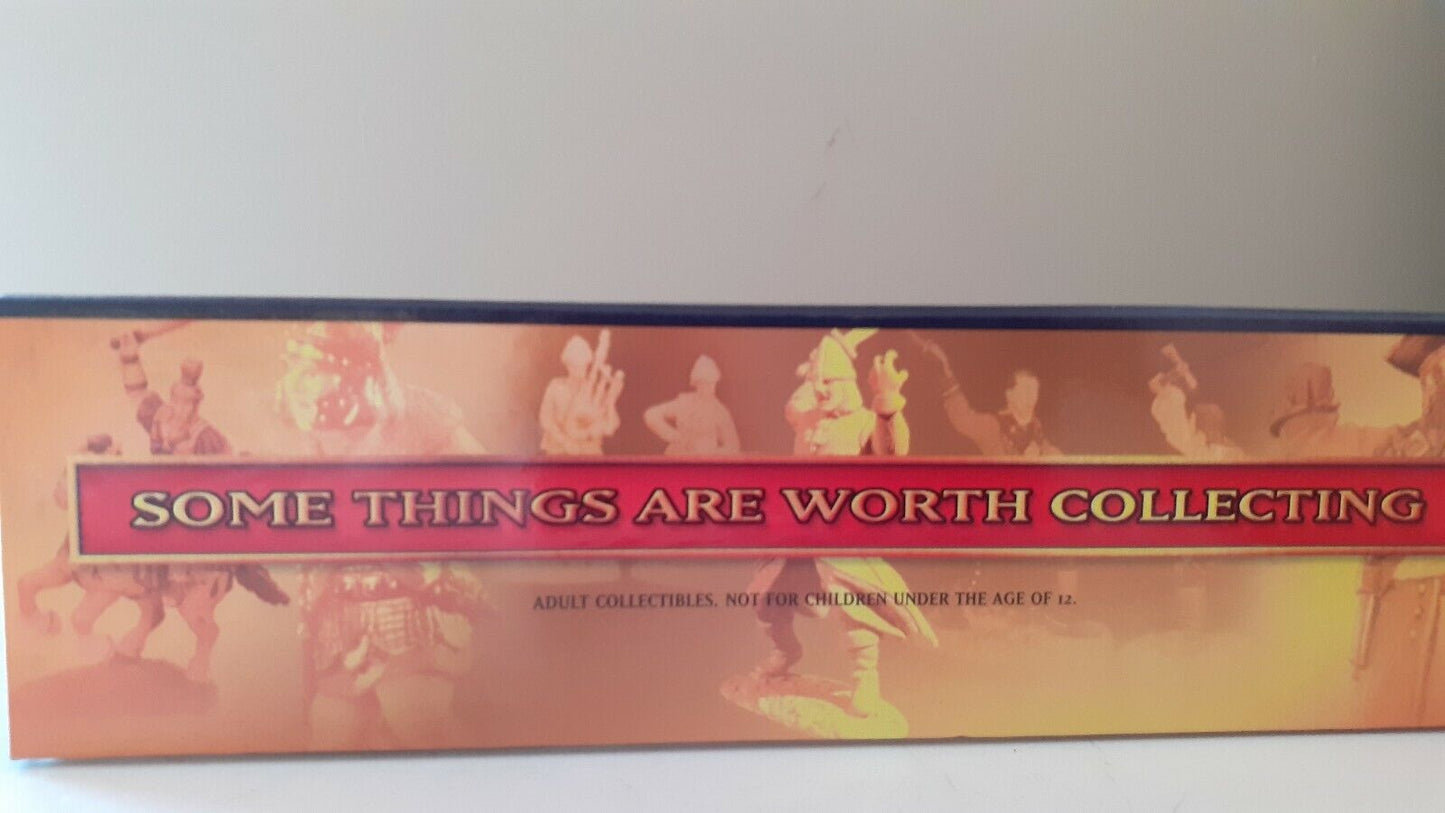 SOME THINGS ARE WORTH COLLECTING
ADULT COLLECTIBLES. NOT FOR CHILDREN UNDER THE AGE OF 12.